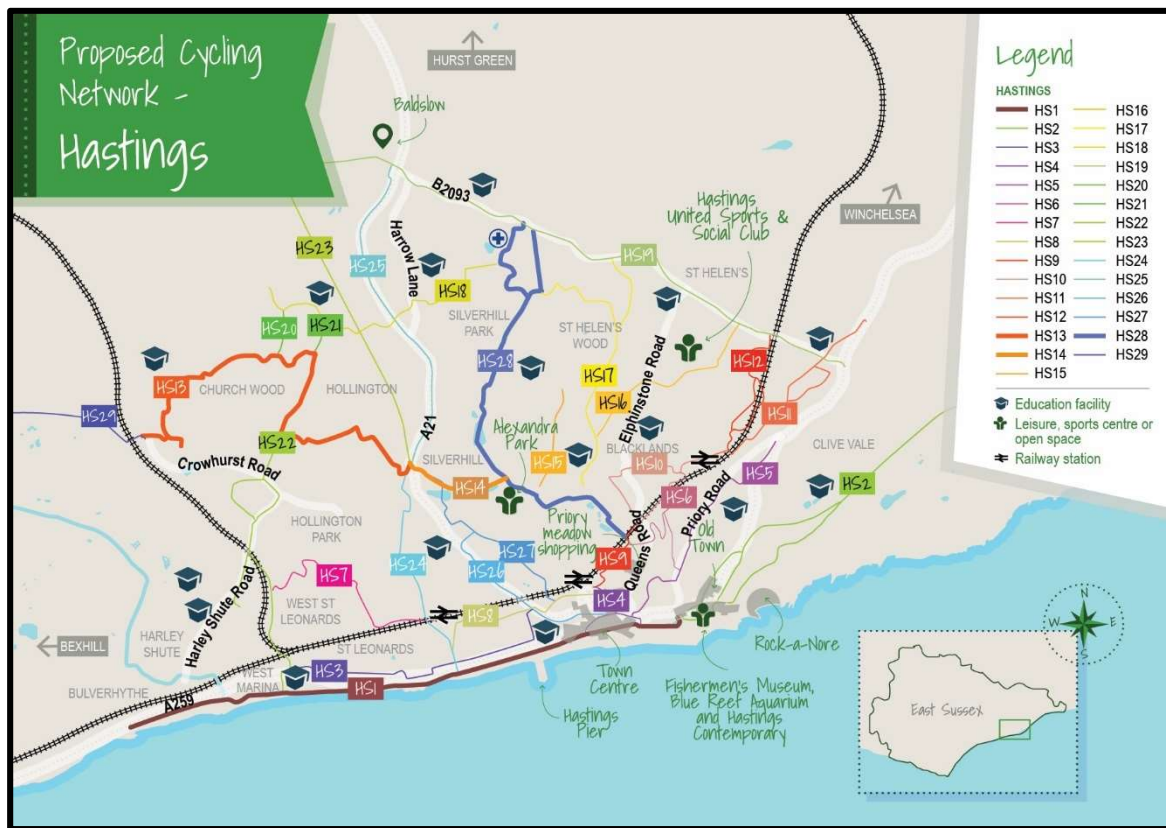 Proposed Cycling
Network -
Hastings
HURST GREEN
Baldslow
B2093
Hastings
United Sports &
Social Club
WINCHELSEA
HS23
HS25
Harrow Lane
HS19
ST HELEN'S
HS18
SILVERHILL
PARK
HS20
HS21
ST HELEN'S
WOOD
Elphinstone Road
HS28
HS12
HS13
CHURCH WOOD
HOLLINGTON
HS17
HS16
HS11
HS29
A21
Alexandra
Park
HS22
BLACKLANDS
CLIVE VALE
Crowhurst Road
SILVERHILL
HS15
HS10
HS5
HS14
HS6
Priory Road
HS2
HOLLINGTON
PARK
Priory
meadow
shopping
Queens Road
Old
Town
HS27
HS9
HS24
HS26
HS7
HS4
WEST ST
LEONARDS
HS8
Harley Shute Road
HARLEY
SHUTE
BEXHILL
ST LEONARDS
Rock-a-Nore
WEST
MARINA
HS3
HS1
BULVERHYTHE
A259
Town
Centre
Hastings
Pier
Fishermen's Museum,
Blue Reef Aquarium
and Hastings
Contemporary
Legend
HASTINGS
HS1
HS2
HS3
HS4
HS5
HS6
HS7
HS8
HS9
HS10
HS11
HS12
HS13
HS14
HS15
HS16
HS17
HS18
HS19
HS20
HS21
HS22
HS23
HS24
HS25
HS26
HS27
HS28
HS29
Education facility
Leisure, sports centre or
open space
Railway station
N
W
E
S
East Sussex